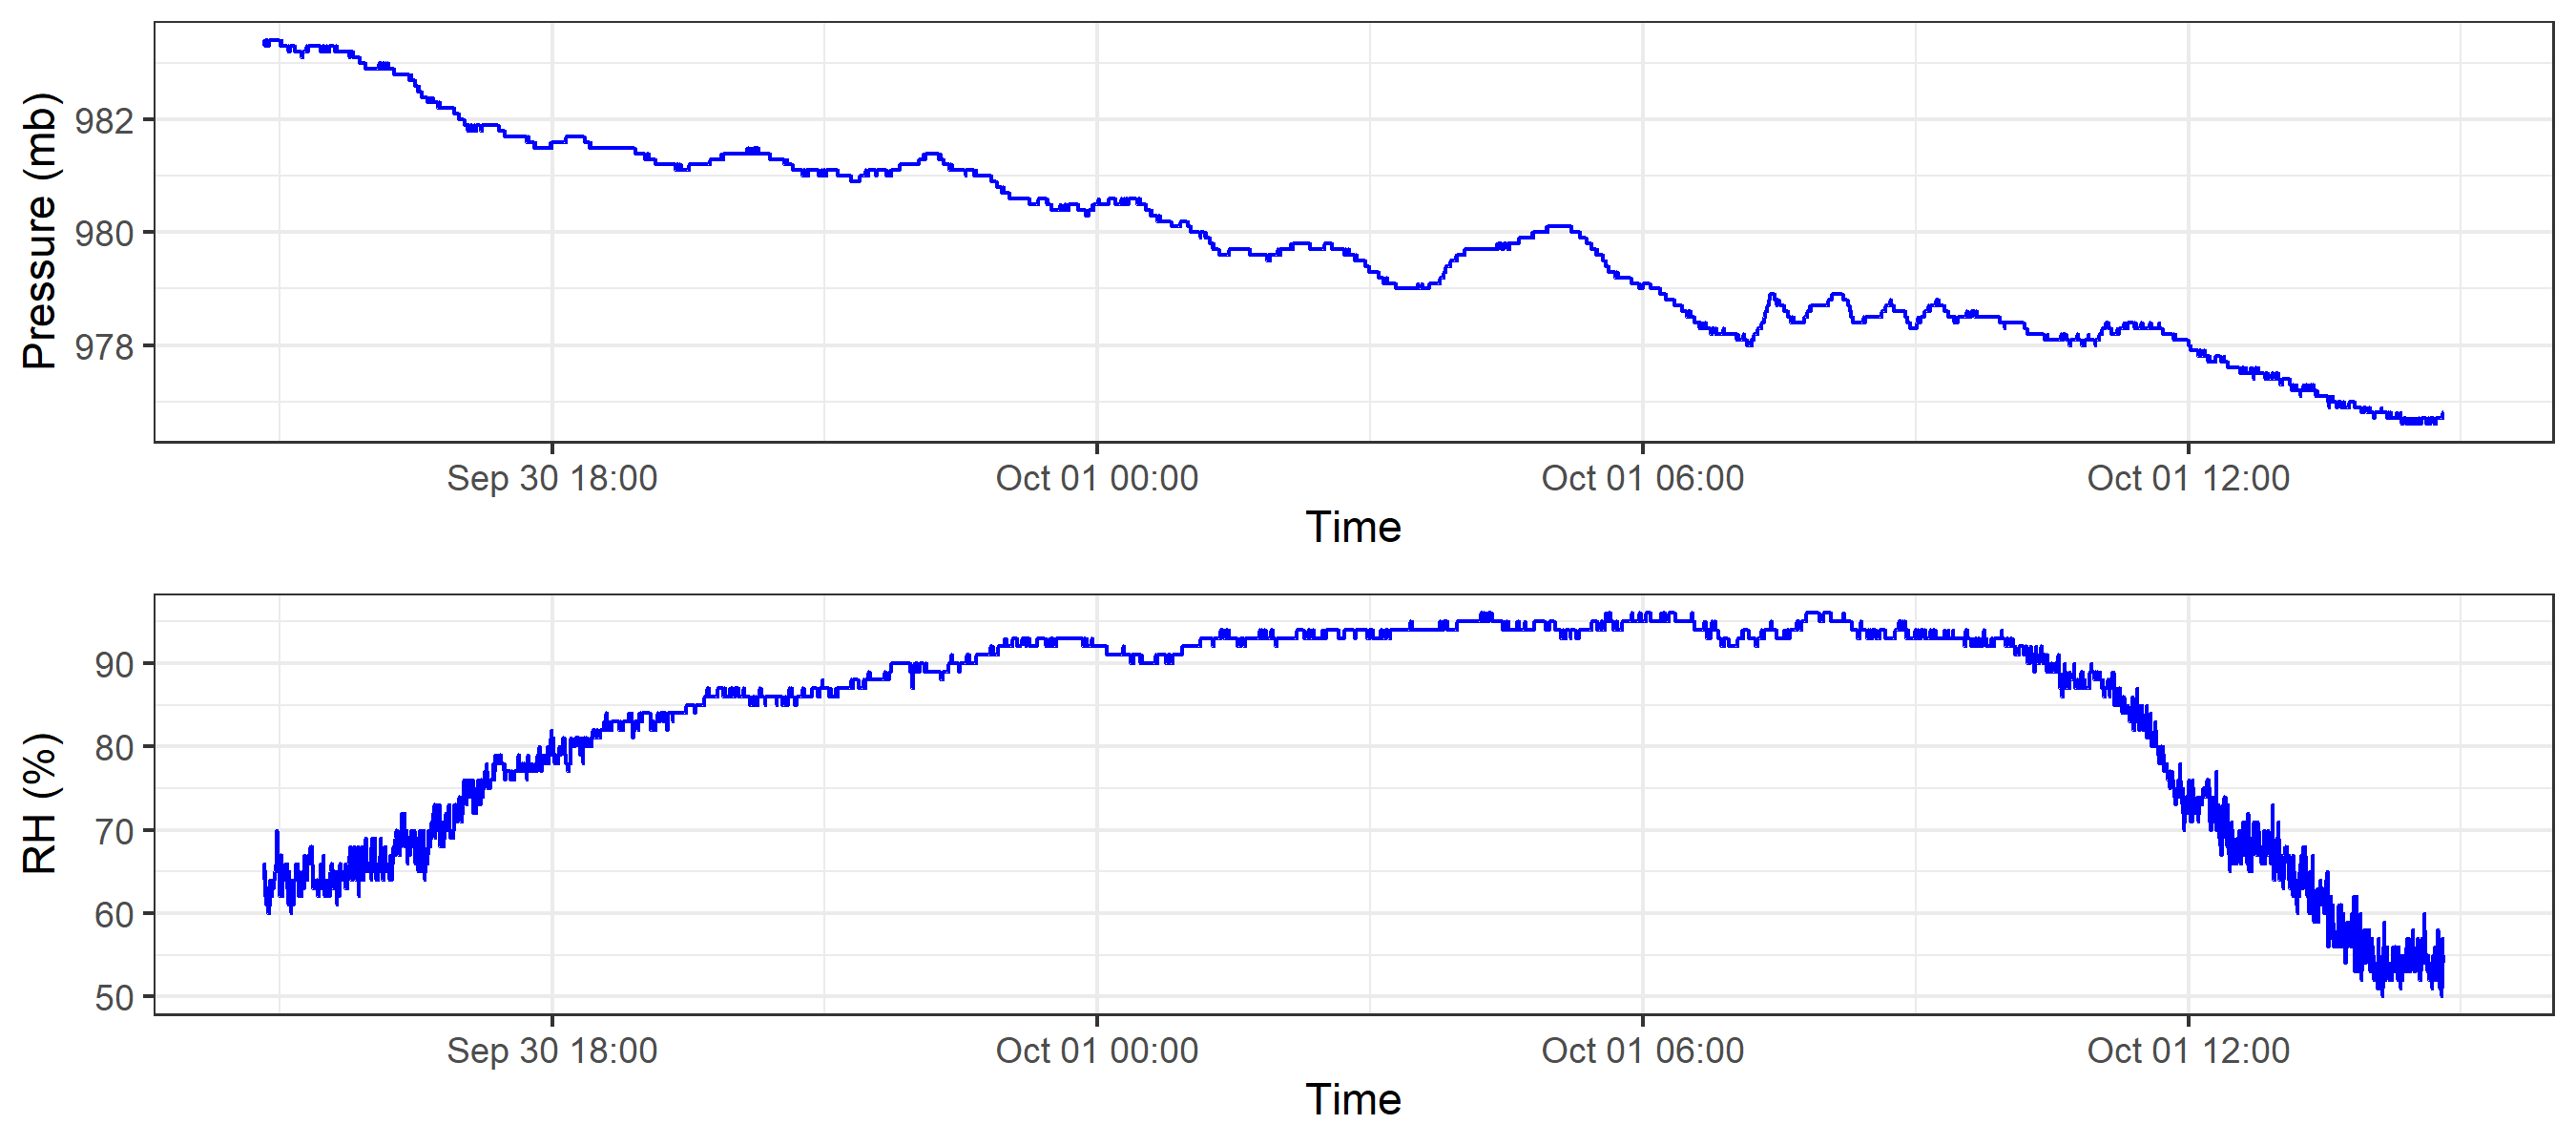 Pressure (mb)
982
980
978
Sep 30 18:00
Oct 01 00:00
Oct 01 06:00
Oct 01 12:00
Time
RH (%)
90
80
70
60
50
Sep 30 18:00
Oct 01 00:00
Oct 01 06:00
Oct 01 12:00
Time